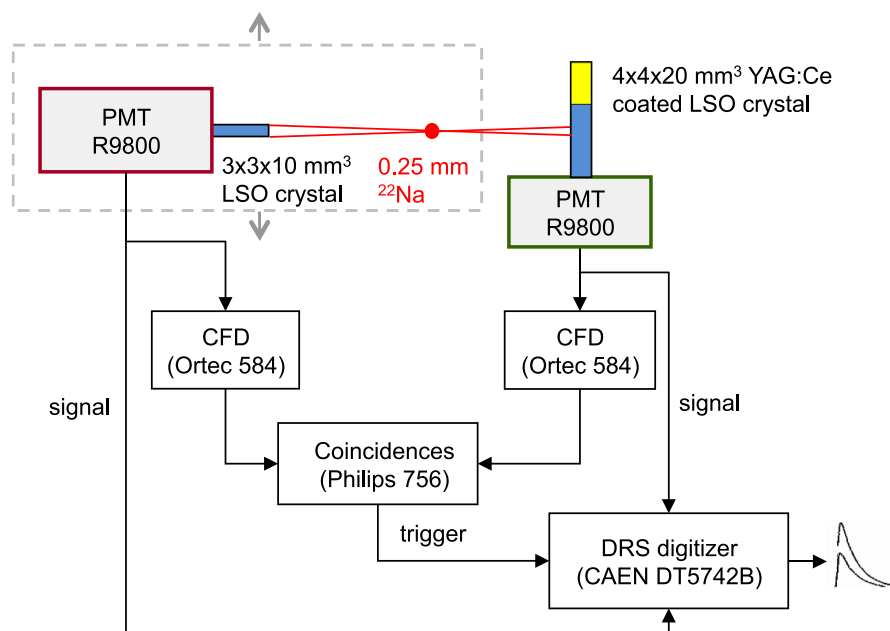 PMT
R9800
3x3x10 mm³
LSO crystal
0.25 mm
²²Na
4x4x20 mm³ YAG:Ce
coated LSO crystal
PMT
R9800
CFD
(Ortec 584)
CFD
(Ortec 584)
signal
signal
Coincidences
(Philips 756)
trigger
DRS digitizer
(CAEN DT5742B)